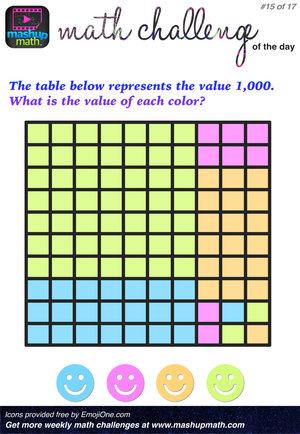 #15 of 17
mashup
math
math challenge
of the day
The table below represents the value 1,000.
What is the value of each color?
Icons provided free by EmojiOne.com
Get more weekly math challenges at www.mashupmath.com